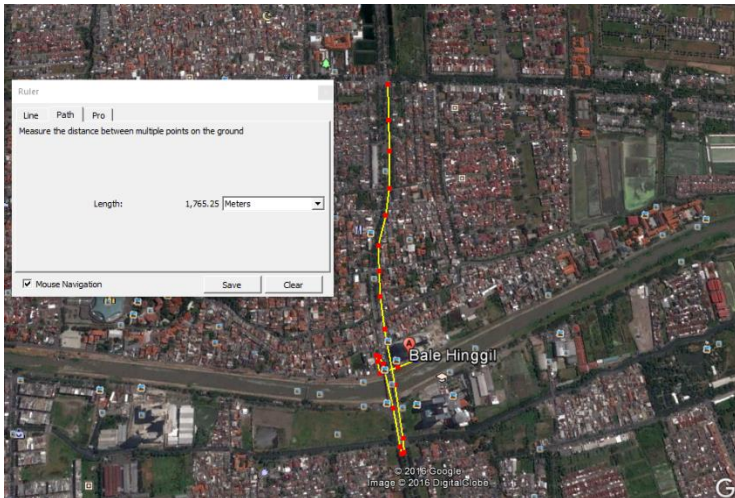 Ruler
Line Path Pro
Measure the distance between multiple points on the ground
Length: 1,765.25 Meters
Mouse Navigation Save Clear
A
Bale Hinggil
© 2016 Google
Image © 2016 DigitalGlobe
G